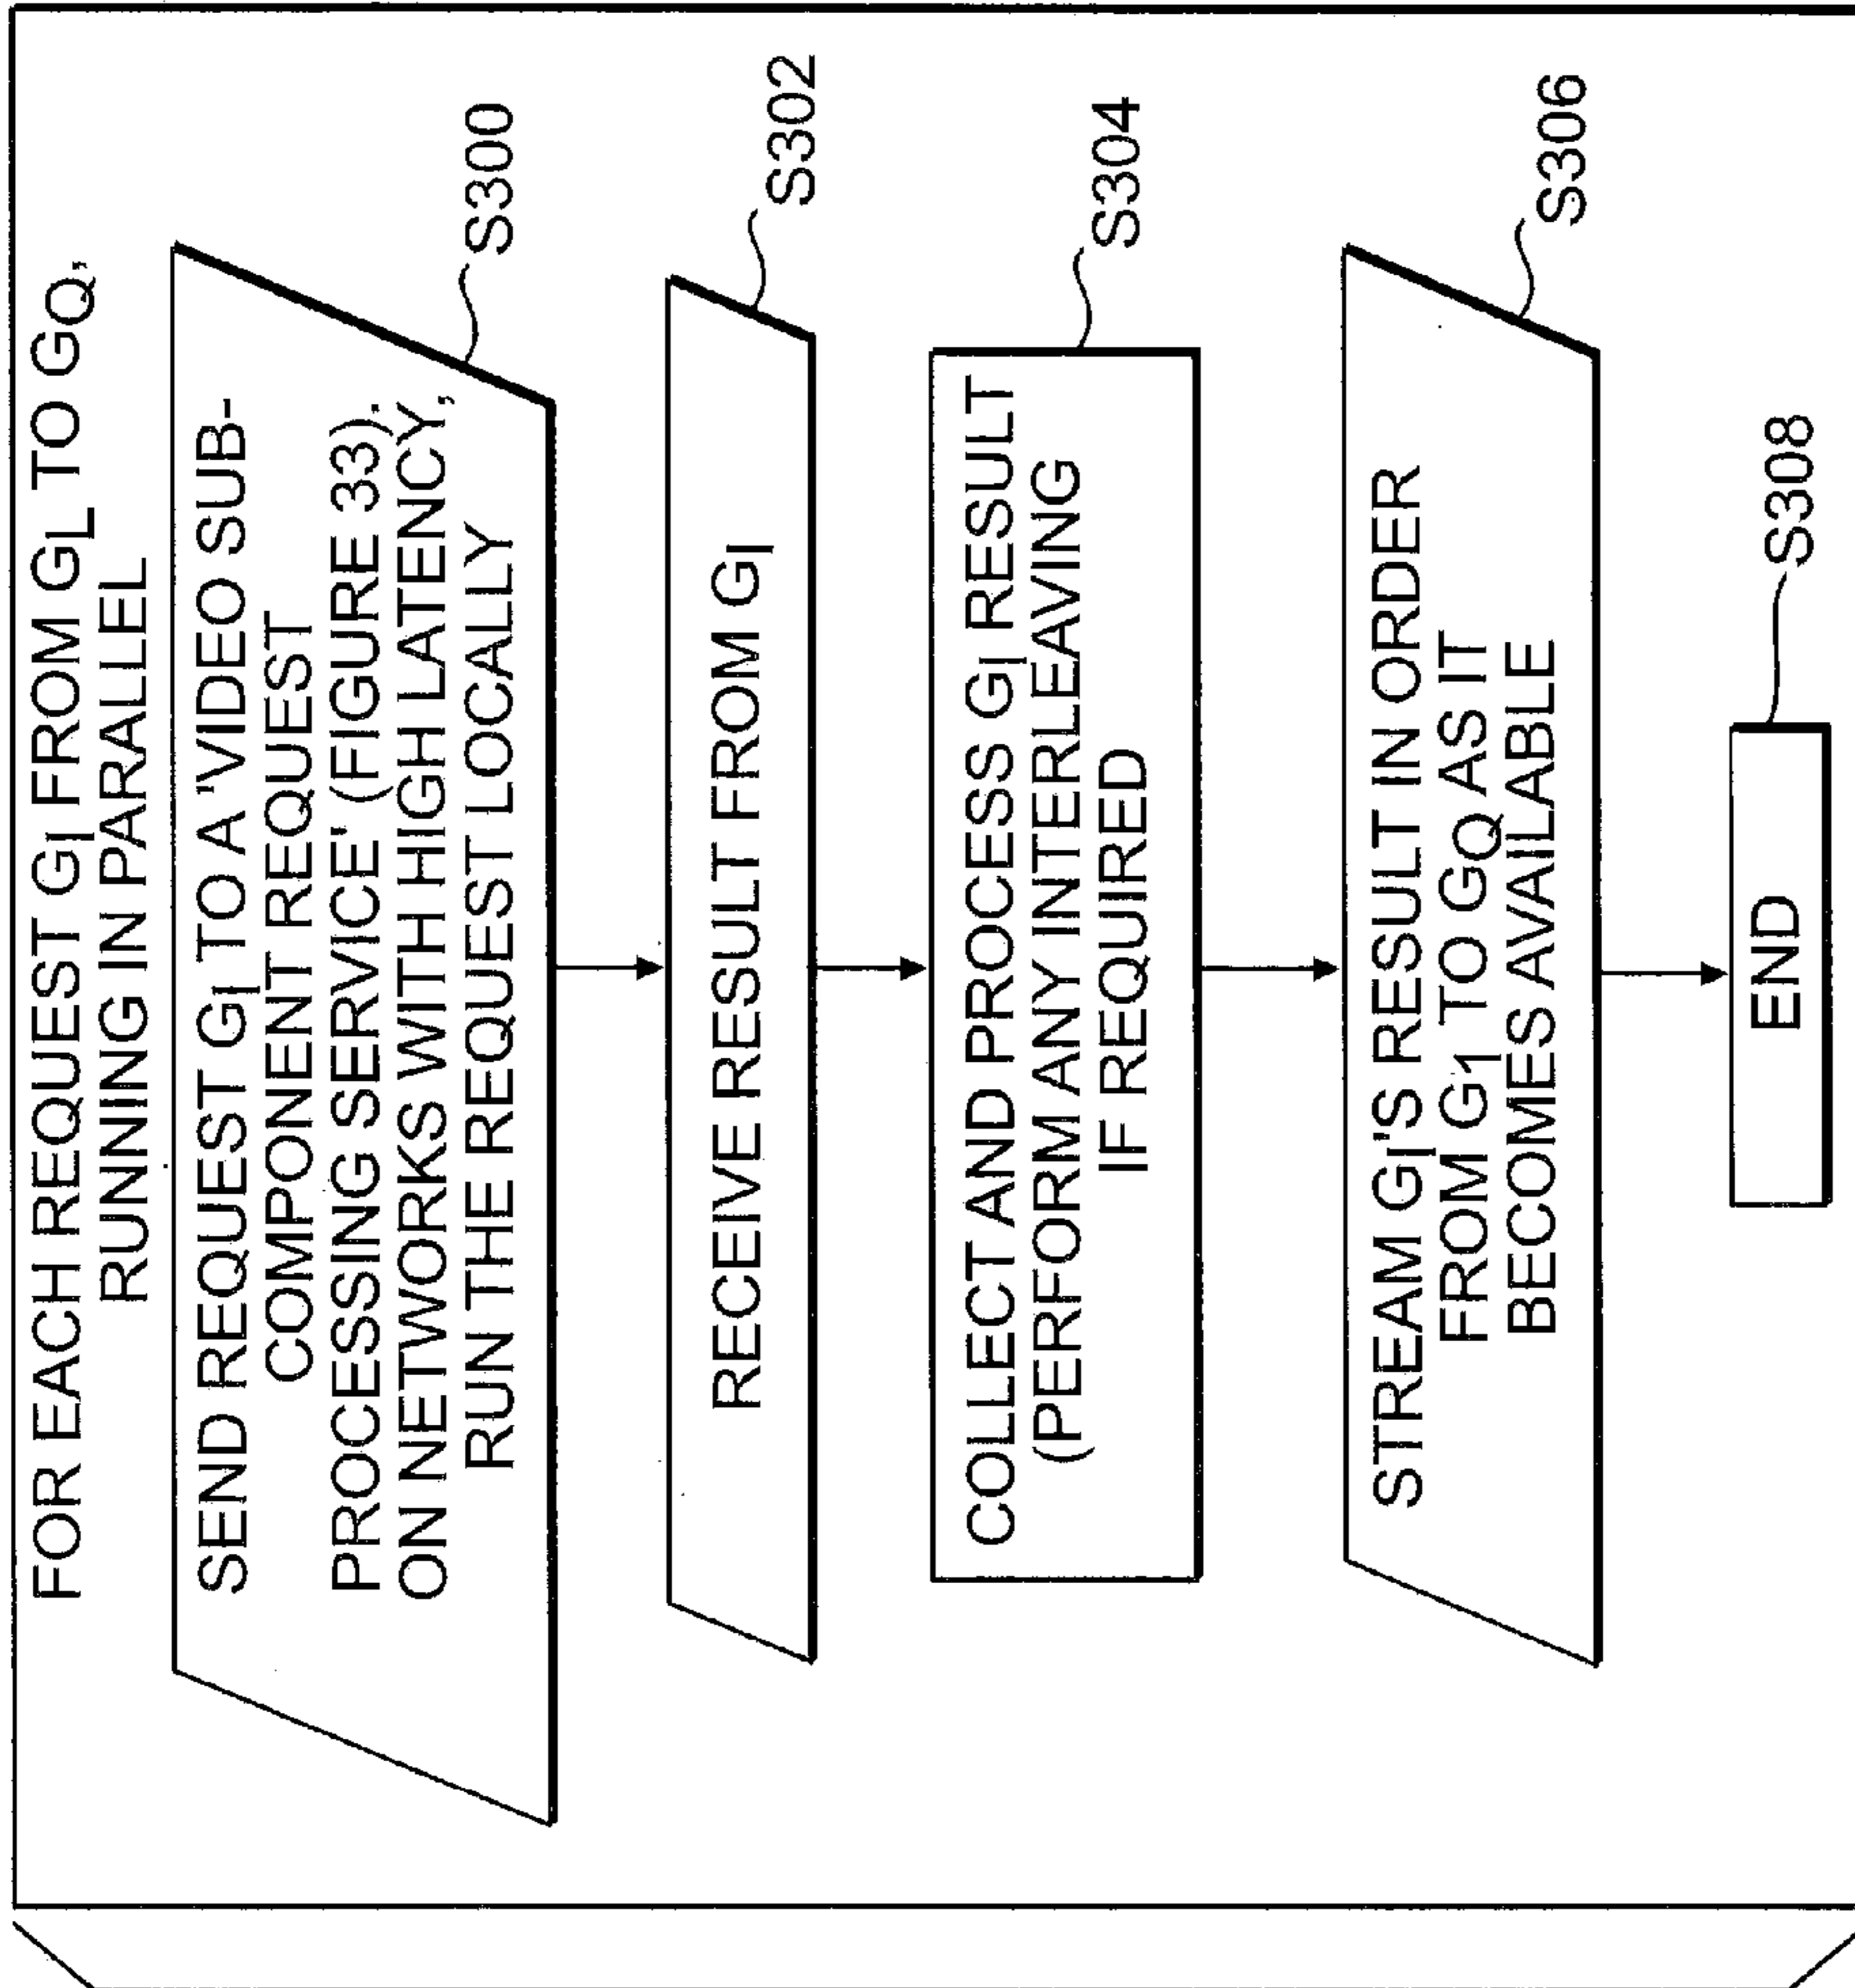 FOR EACH REQUEST GI FROM GL TO GQ,
RUNNING IN PARALLEL
SEND REQUEST GI TO A 'VIDEO SUB-
COMPONENT REQUEST
PROCESSING SERVICE' (FIGURE 33).
ON NETWORKS WITH HIGH LATENCY,
RUN THE REQUEST LOCALLY
S300
RECEIVE RESULT FROM GI
S302
COLLECT AND PROCESS GI RESULT
(PERFORM ANY INTERLEAVING
IF REQUIRED
S304
STREAM GI'S RESULT IN ORDER
FROM G1 TO GQ AS IT
BECOMES AVAILABLE
S306
END
S308